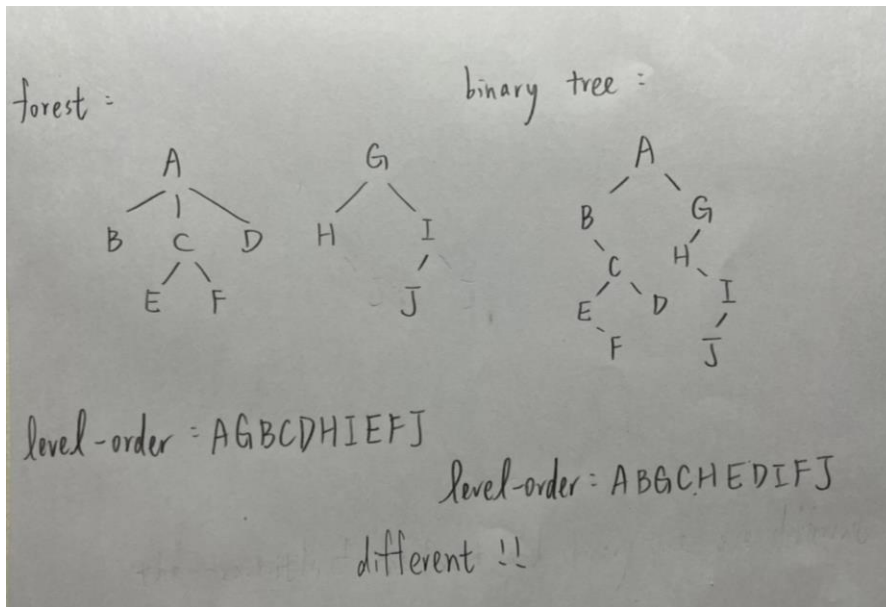 forest :
binary tree :
A
G
B C D
H I
E F
J
A
B G
C H
E D I
F J
level-order : AGBCDHIEFJ
level-order : ABGCHEDIFJ
different !!